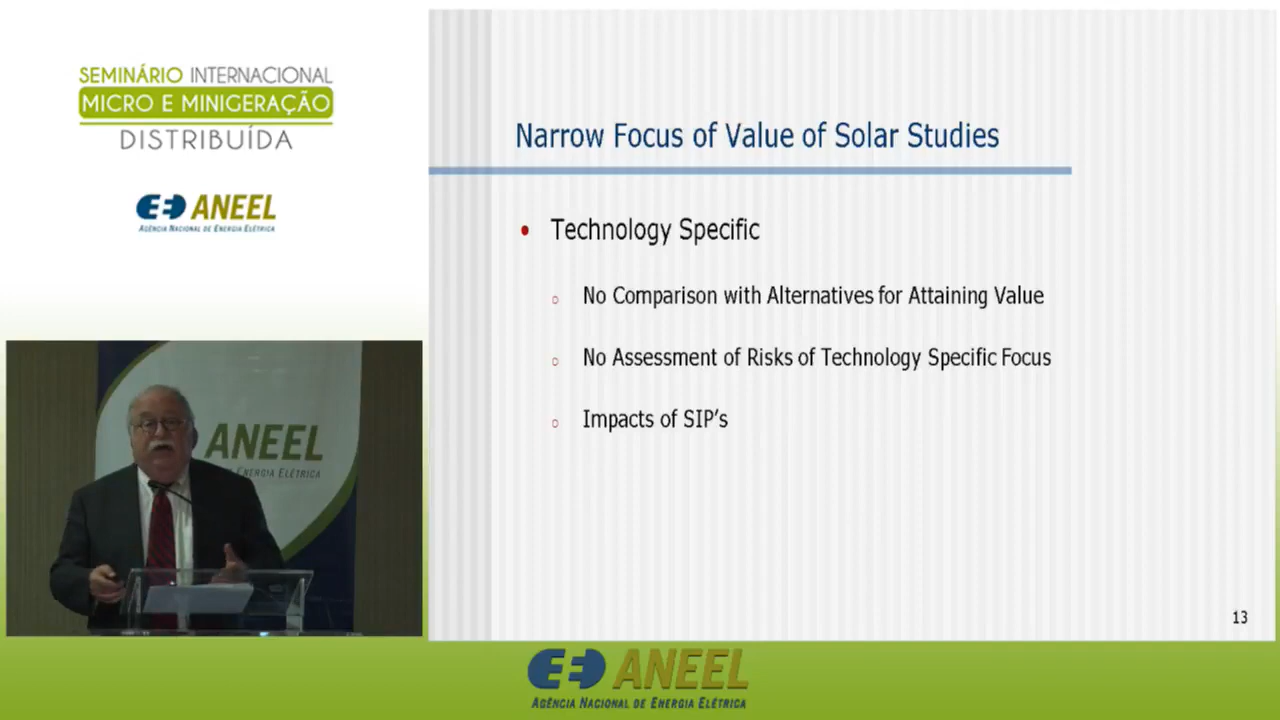 SEMINÁRIO INTERNACIONAL
MICRO E MINIGERAÇÃO
DISTRIBUÍDA
ANEEL
AGÊNCIA NACIONAL DE ENERGIA ELÉTRICA
Narrow Focus of Value of Solar Studies
• Technology Specific
○ No Comparison with Alternatives for Attaining Value
○ No Assessment of Risks of Technology Specific Focus
○ Impacts of SIP's
13
ANEEL
ENERGIA ELÉTRICA
ANEEL
AGÊNCIA NACIONAL DE ENERGIA ELÉTRICA